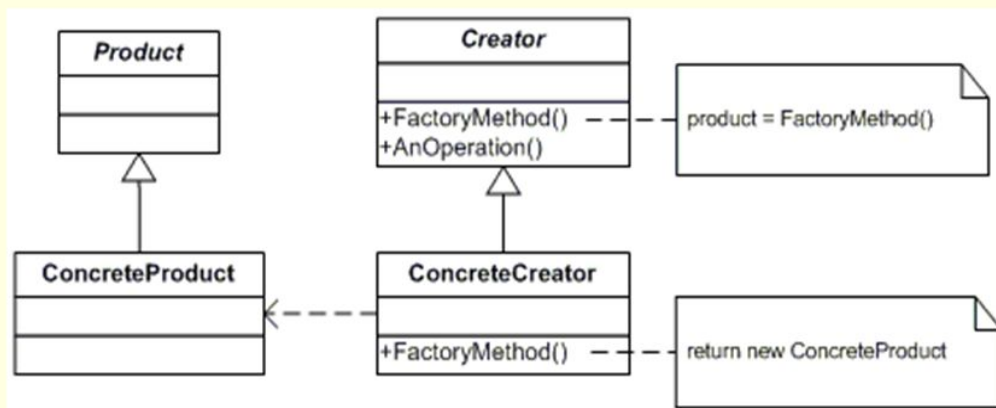 Product
Creator
+FactoryMethod()
+AnOperation()
product = FactoryMethod()
ConcreteProduct
ConcreteCreator
+FactoryMethod()
return new ConcreteProduct